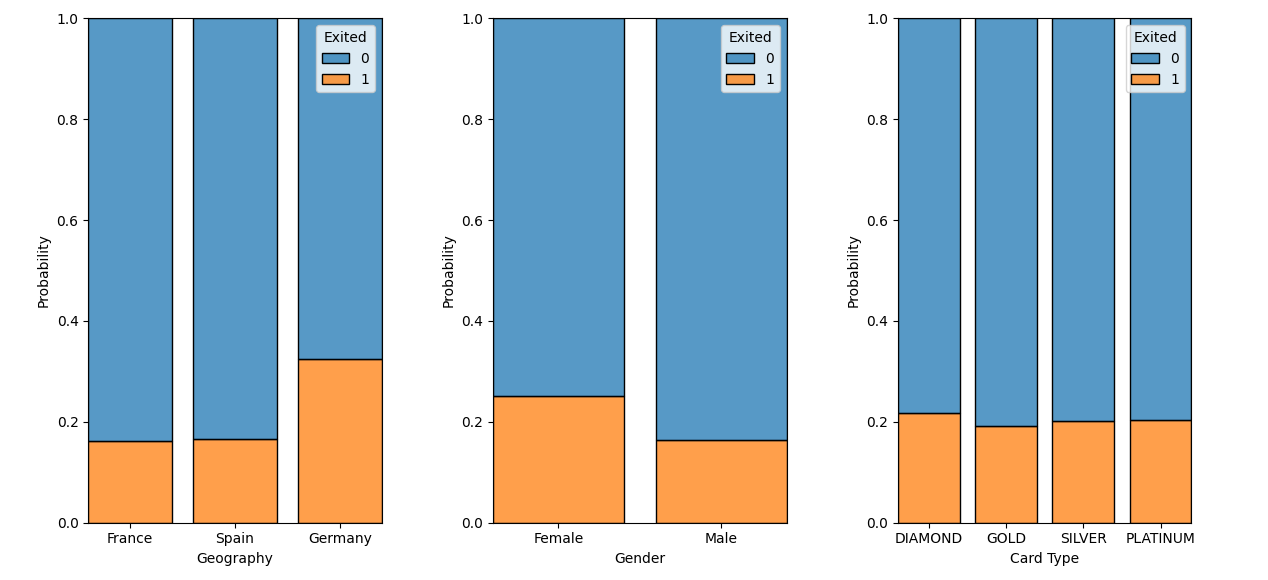 1.0
0.8
0.6
0.4
0.2
0.0
Probability
France Spain Germany
Geography
Exited
0
1
1.0
0.8
0.6
0.4
0.2
0.0
Probability
Female Male
Gender
Exited
0
1
1.0
0.8
0.6
0.4
0.2
0.0
Probability
DIAMOND GOLD SILVER PLATINUM
Card Type
Exited
0
1